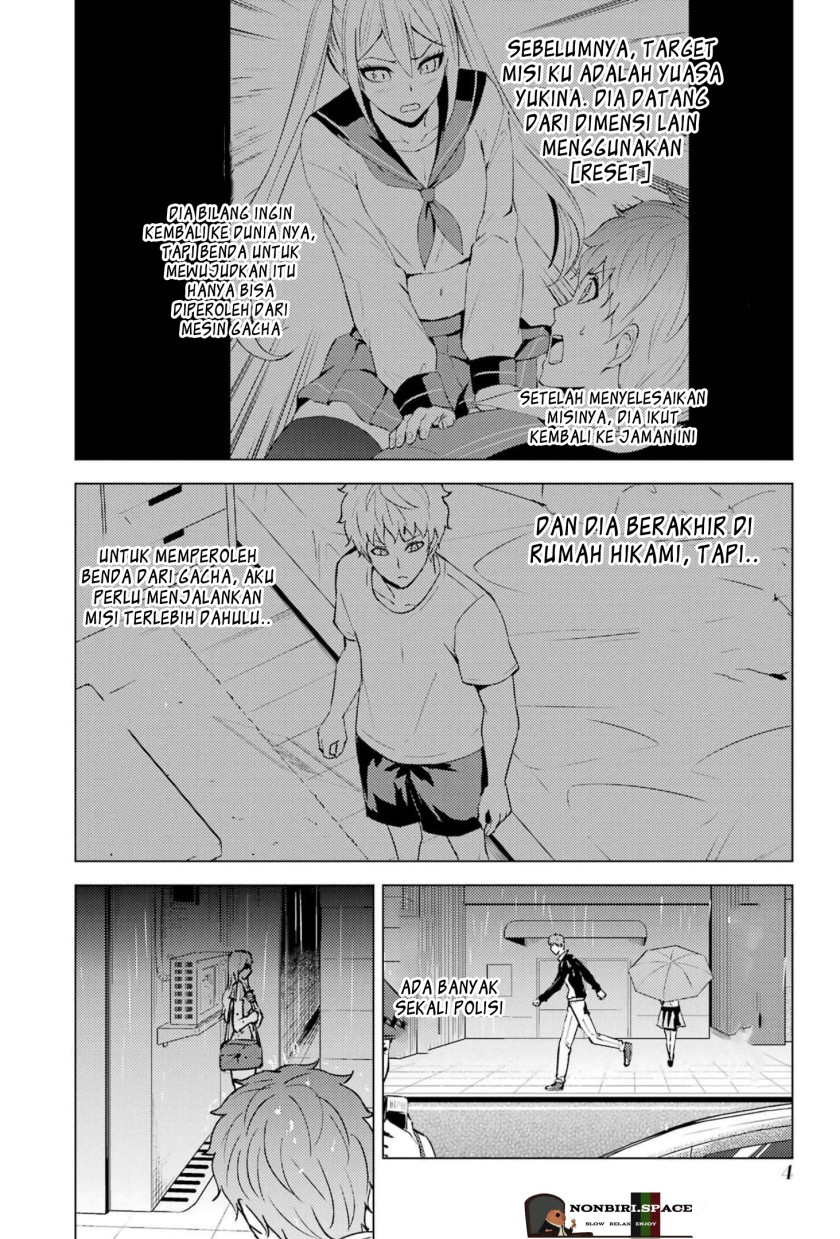 SEBELUMNYA, TARGET
MISI KU ADALAH YUASA
YUKINA. DIA DATANG
DARI DIMENSI LAIN
MENGGUNAKAN
[RESET]
DIA BILANG INGIN
KEMBALI KE DUNIA NYA,
TAPI BENDA UNTUK
MEWUJUDKAN ITU
HANYA BISA
DIPEROLEH DARI
MESIN GACHA
SETELAH MENYELESAIKAN
MISINYA, DIA IKUT
KEMBALI KE JAMAN INI
DAN DIA BERAKHIR DI
RUMAH HIKAMI, TAPI..
UNTUK MEMPEROLEH
BENDA DARI GACHA, AKU
PERLU MENJALANKAN
MISI TERLEBIH DAHULU..
ADA BANYAK
SEKALI POLISI
4
NONBIRI.SPACE
SLOW RELAX ENJOY